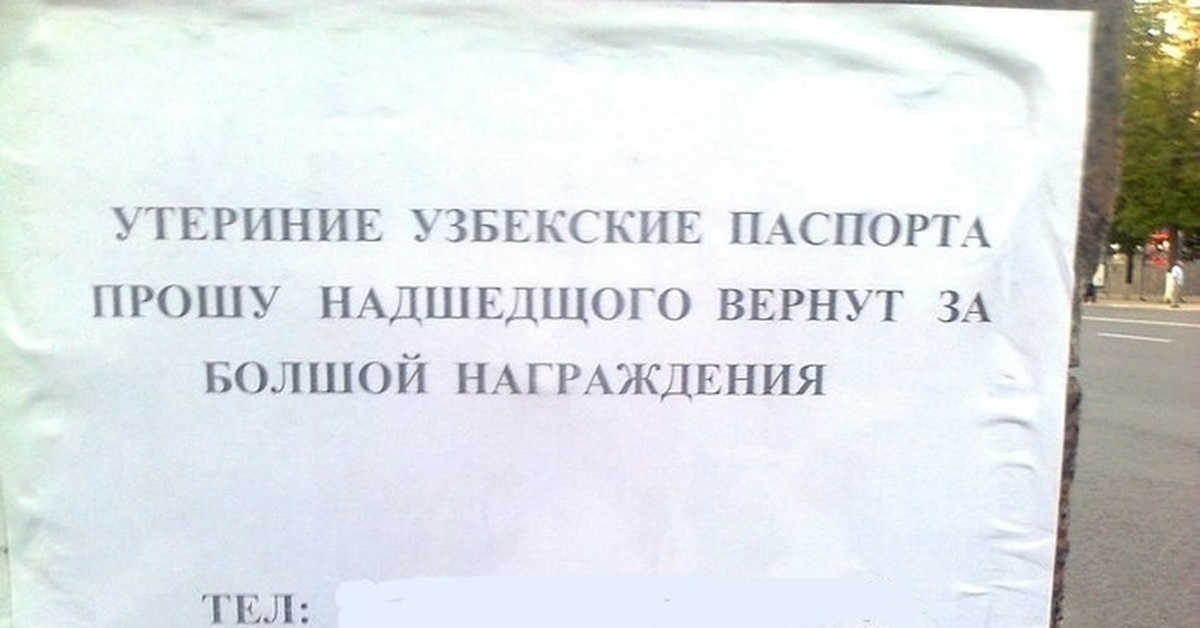 УТЕРИНИЕ УЗБЕКСКИЕ ПАСПОРТА
ПРОШУ НАДШЕДЩОГО ВЕРНУТ ЗА
БОЛШОЙ НАГРАЖДЕНИЯ
ТЕЛ: